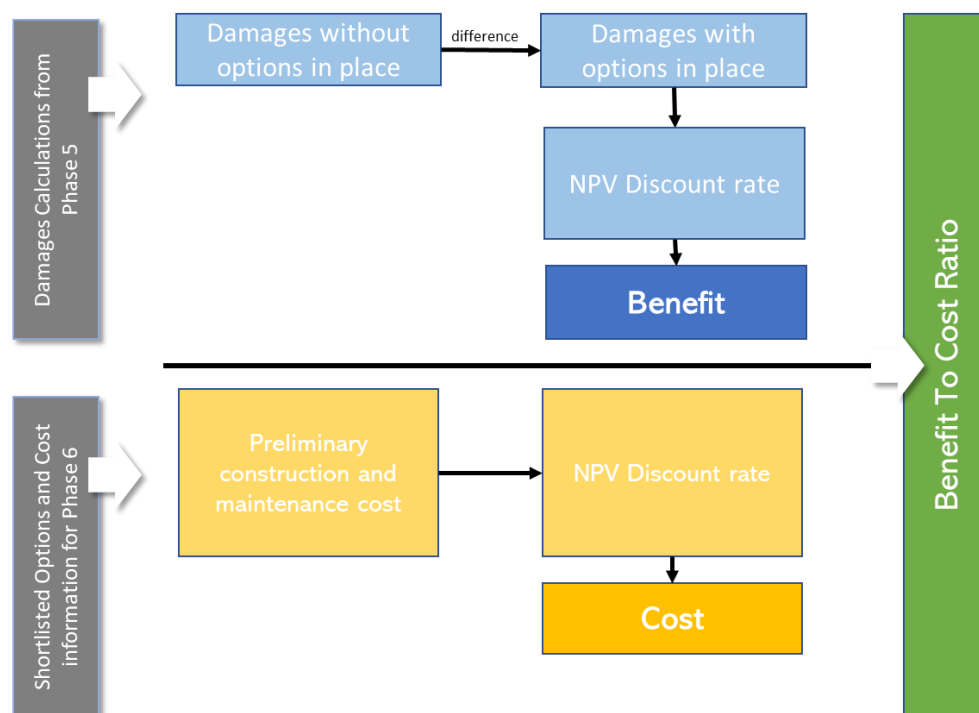 Damages Calculations from
Phase 5
Damages without
options in place
difference
Damages with
options in place
NPV Discount rate
Benefit
Shortlisted Options and Cost
information for Phase 6
Preliminary
construction and
maintenance cost
NPV Discount rate
Cost
Benefit To Cost Ratio